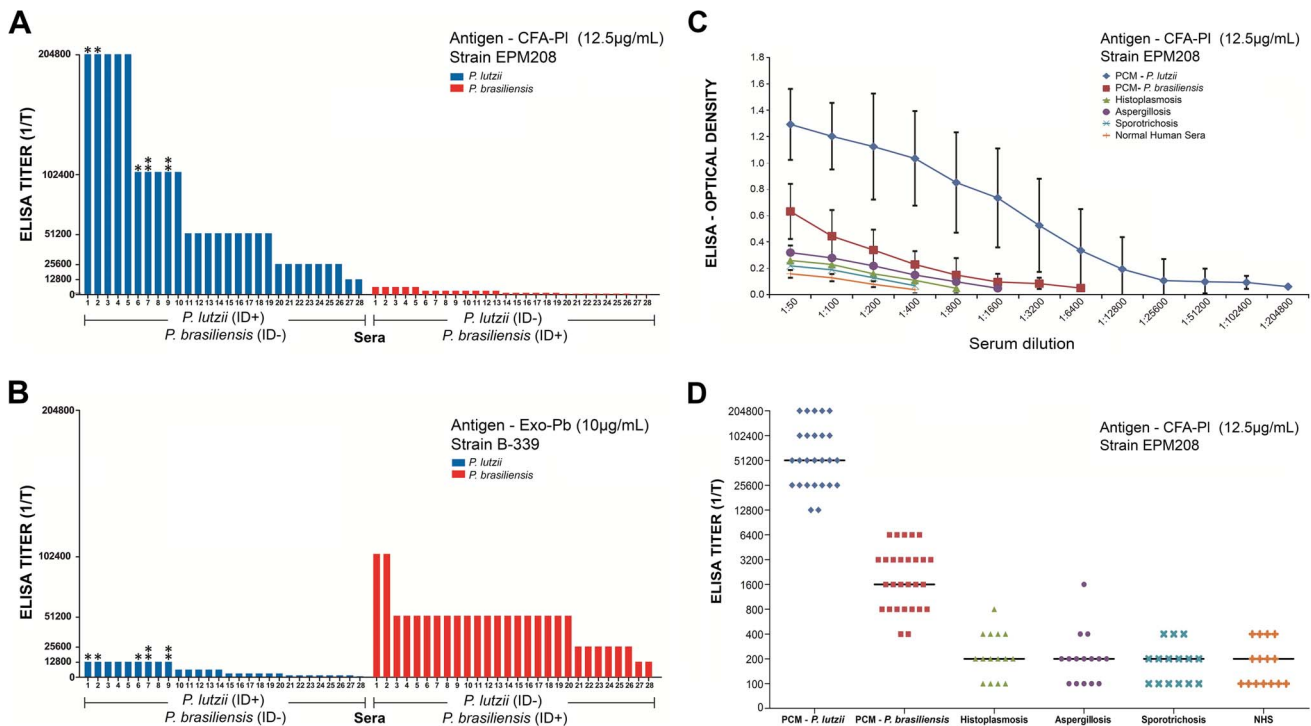 A
Antigen - CFA-Pl (12.5µg/mL)
Strain EPM208
P. lutzii
P. brasiliensis
ELISA TITER (1/T)
204800
102400
51200
25600
12800
0
** ** ** **
1 2 3 4 5 6 7 8 9 10 11 12 13 14 15 16 17 18 19 20 21 22 23 24 25 26 27 28 1 2 3 4 5 6 7 8 9 10 11 12 13 14 15 16 17 18 19 20 21 22 23 24 25 26 27 28
P. lutzii (ID+) P. lutzii (ID-)
P. brasiliensis (ID-) Sera P. brasiliensis (ID+)
B
Antigen - Exo-Pb (10µg/mL)
Strain B-339
P. lutzii
P. brasiliensis
ELISA TITER (1/T)
204800
102400
51200
25600
12800
0
1 2 3 4 5 6 7 8 9 10 11 12 13 14 15 16 17 18 19 20 21 22 23 24 25 26 27 28 1 2 3 4 5 6 7 8 9 10 11 12 13 14 15 16 17 18 19 20 21 22 23 24 25 26 27 28
P. lutzii (ID+) P. lutzii (ID-)
P. brasiliensis (ID-) Sera P. brasiliensis (ID+)
C
Antigen - CFA-Pl (12.5µg/mL)
Strain EPM208
PCM - P. lutzii
PCM- P. brasiliensis
Histoplasmosis
Aspergillosis
Sporotrichosis
Normal Human Sera
ELISA - OPTICAL DENSITY
1.8
1.6
1.4
1.2
1.0
0.8
0.6
0.4
0.2
0.0
1:50 1:100 1:200 1:400 1:800 1:1600 1:3200 1:6400 1:12800 1:25600 1:51200 1:102400 1:204800
Serum dilution
D
Antigen - CFA-Pl (12.5µg/mL)
Strain EPM208
ELISA TITER (1/T)
204800
102400
51200
25600
12800
6400
3200
1600
800
400
200
100
0
PCM - P. lutzii PCM - P. brasiliensis Histoplasmosis Aspergillosis Sporotrichosis NHS